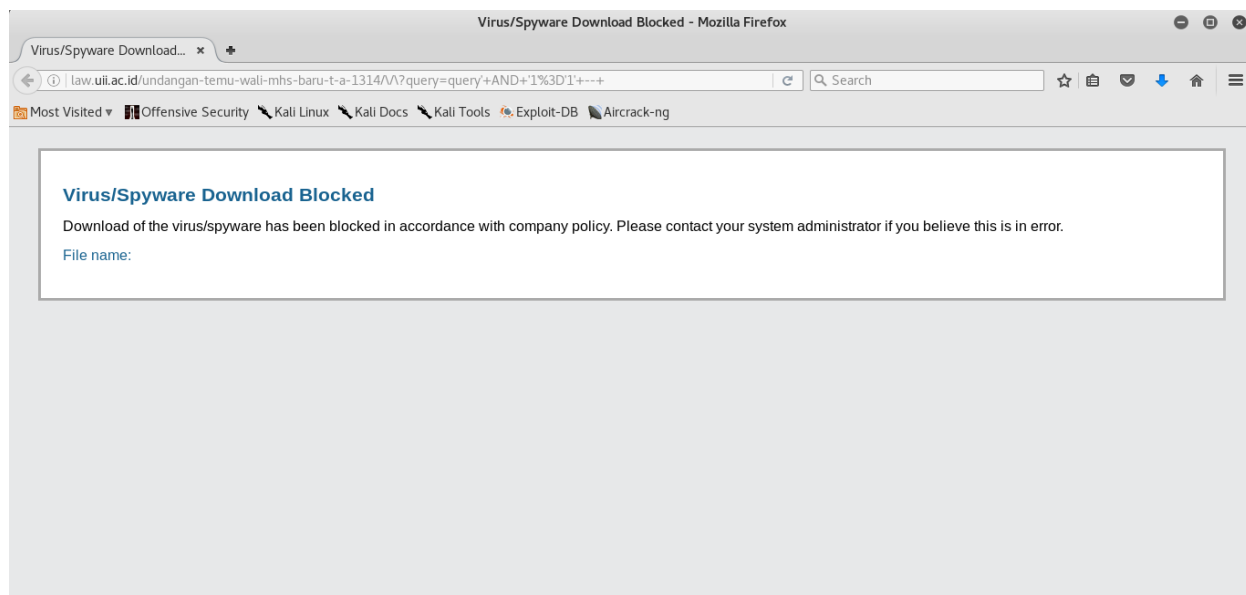 Virus/Spyware Download Blocked - Mozilla Firefox
Virus/Spyware Download...
law.uii.ac.id/undangan-temu-wali-mhs-baru-t-a-1314/\/\?query=query'+AND+'1'%3D'1'+--+
Search
Most Visited Offensive Security Kali Linux Kali Docs Kali Tools Exploit-DB Aircrack-ng
Virus/Spyware Download Blocked
Download of the virus/spyware has been blocked in accordance with company policy. Please contact your system administrator if you believe this is in error.
File name: